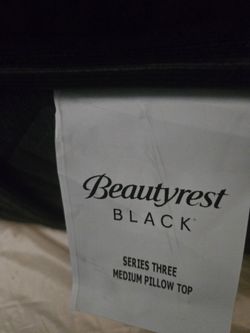 Beautyrest
BLACK
SERIES THREE
MEDIUM PILLOW TOP